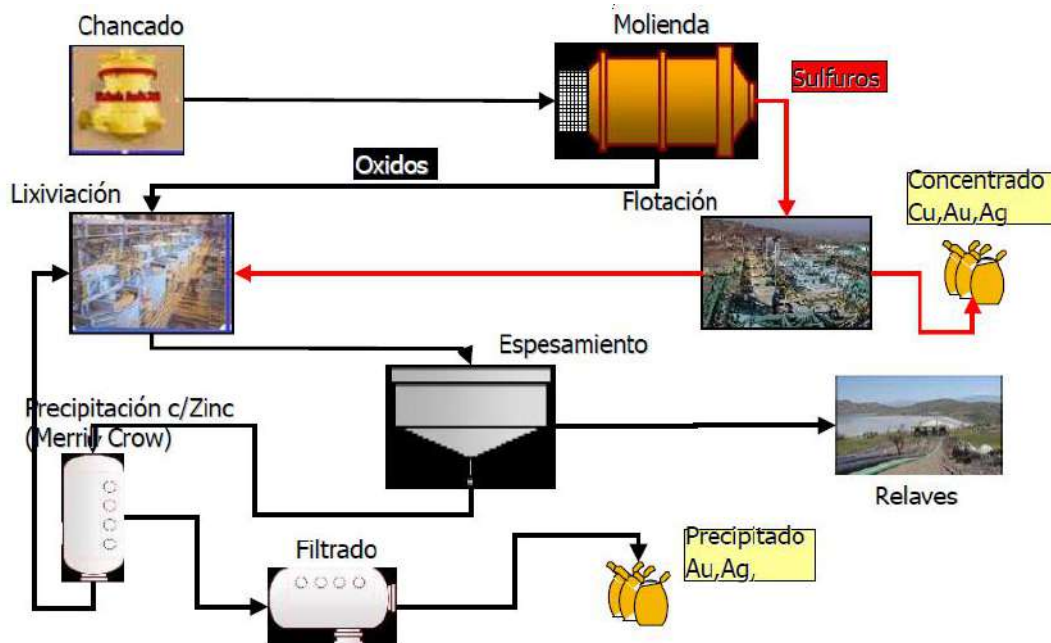 Chancado
Molienda
Sulfuros
Oxidos
Lixiviación
Flotación
Concentrado
Cu,Au,Ag
Espesamiento
Precipitación c/Zinc
(Merril Crow)
Relaves
Filtrado
Precipitado
Au,Ag,